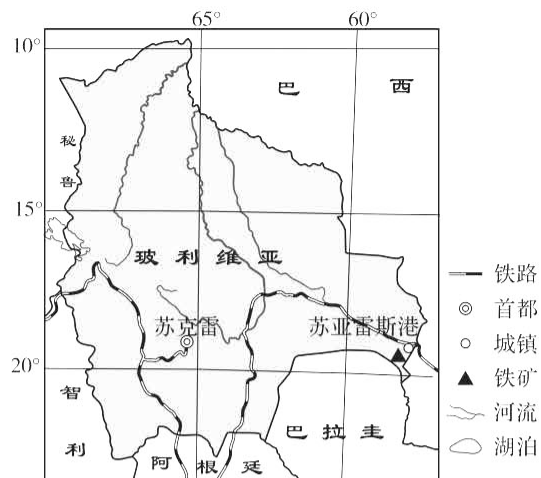 65° 60°
10°
巴 西
秘鲁
15°
玻利维亚
铁路
苏克雷 苏亚雷斯港
首都
城镇
20°
铁矿
智利
巴拉圭
河流
阿根廷
湖泊